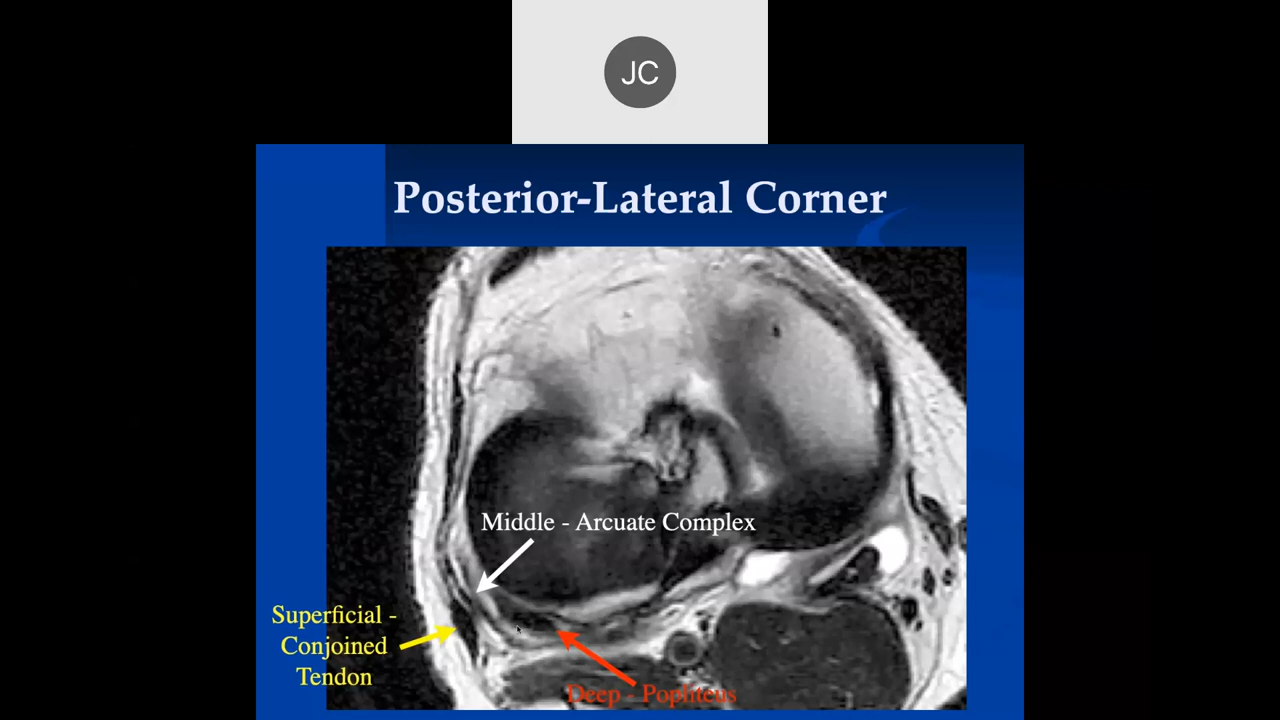 JC
Posterior-Lateral Corner
Middle - Arcuate Complex
Superficial -
Conjoined
Tendon
Deep - Popliteus